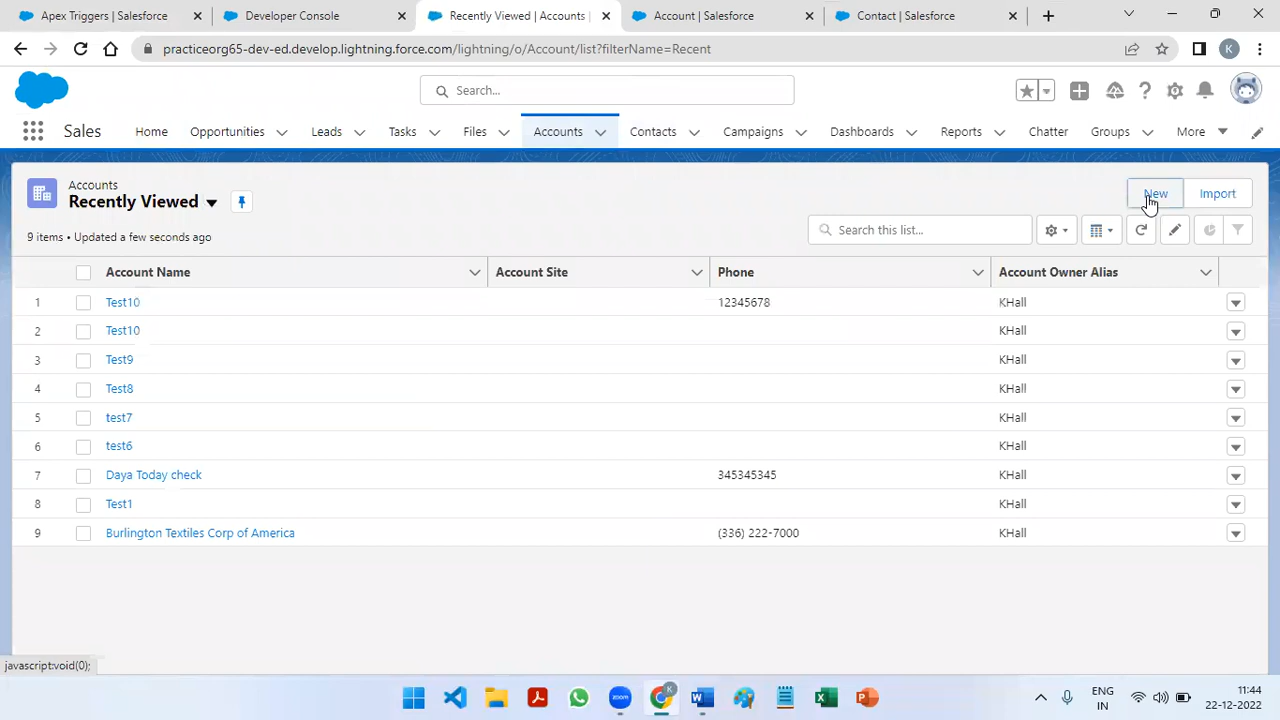 Apex Triggers | Salesforce
Developer Console
Recently Viewed | Accounts |
Account | Salesforce
Contact | Salesforce
practiceorg65-dev-ed.develop.lightning.force.com/lightning/o/Account/list?filterName=Recent
K
Search...
Sales
Home
Opportunities
Leads
Tasks
Files
Accounts
Contacts
Campaigns
Dashboards
Reports
Chatter
Groups
More
Accounts
Recently Viewed
New
Import
9 items • Updated a few seconds ago
Search this list...
Account Name
Account Site
Phone
Account Owner Alias
1 Test10 12345678 KHall
2 Test10 KHall
3 Test9 KHall
4 Test8 KHall
5 test7 KHall
6 test6 KHall
7 Daya Today check 345345345 KHall
8 Test1 KHall
9 Burlington Textiles Corp of America (336) 222-7000 KHall
javascript:void(0);
zoom
K
ENG
IN
11:44
22-12-2022